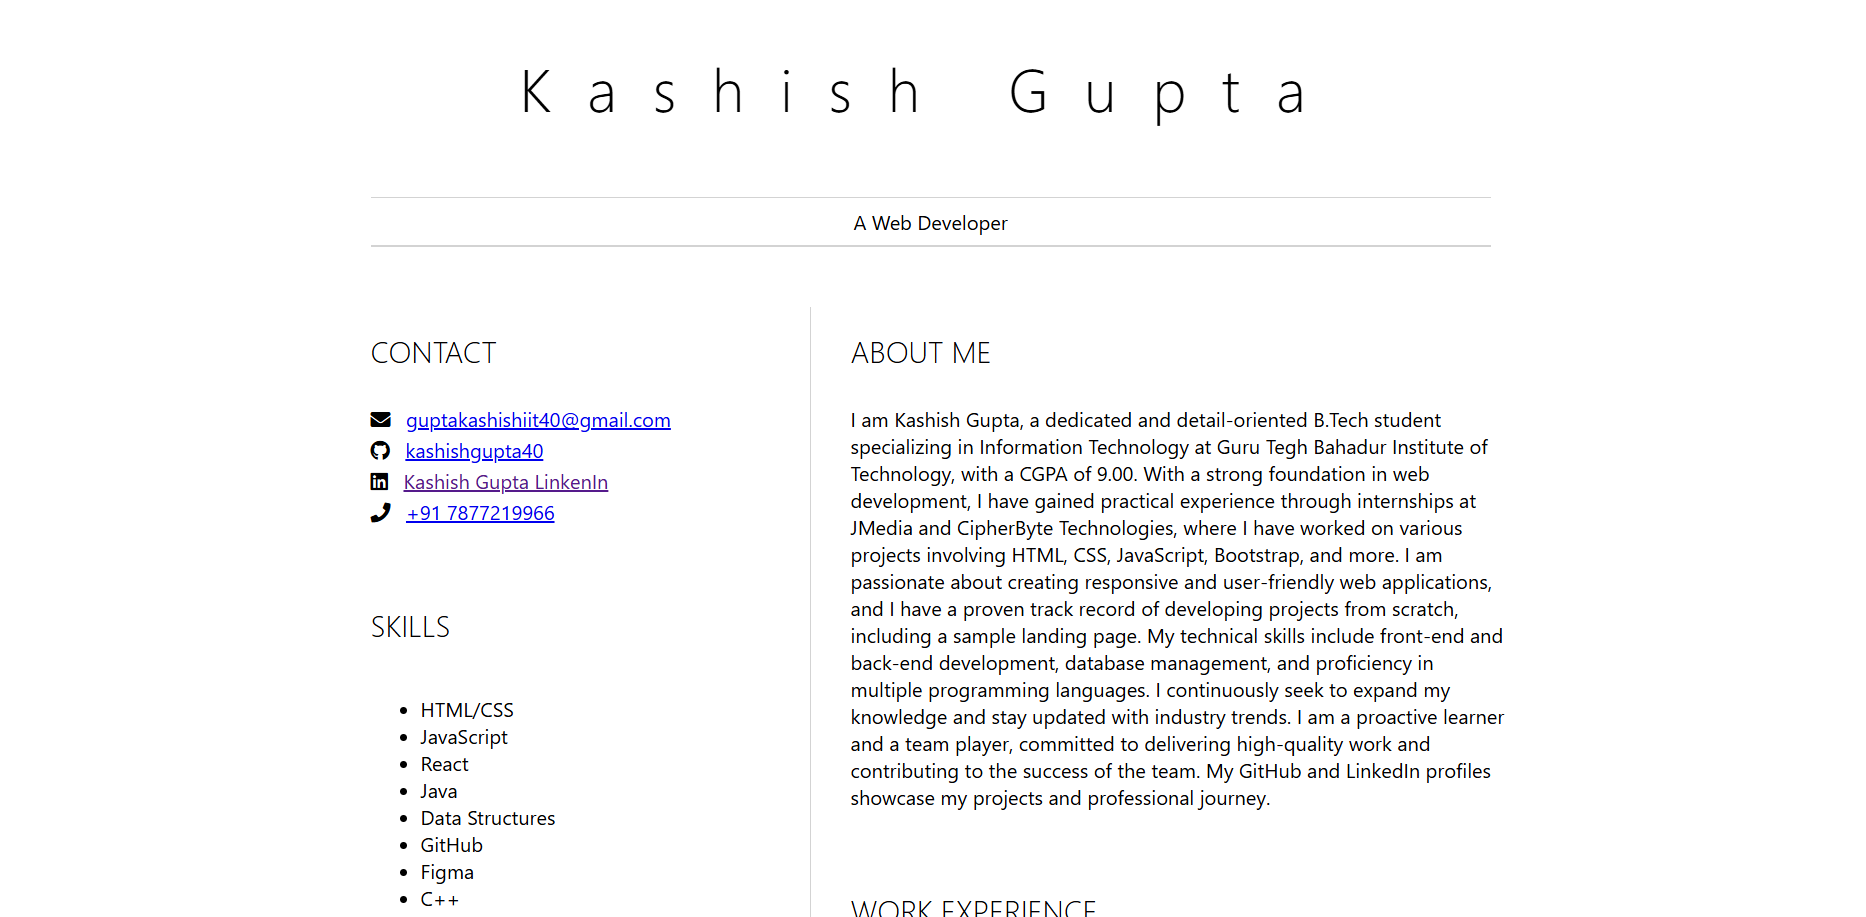 Kashish Gupta
A Web Developer
CONTACT
guptakashishiit40@gmail.com
kashishgupta40
Kashish Gupta LinkenIn
+91 7877219966
SKILLS
HTML/CSS
JavaScript
React
Java
Data Structures
GitHub
Figma
C++
ABOUT ME
I am Kashish Gupta, a dedicated and detail-oriented B.Tech student
specializing in Information Technology at Guru Tegh Bahadur Institute of
Technology, with a CGPA of 9.00. With a strong foundation in web
development, I have gained practical experience through internships at
JMedia and CipherByte Technologies, where I have worked on various
projects involving HTML, CSS, JavaScript, Bootstrap, and more. I am
passionate about creating responsive and user-friendly web applications,
and I have a proven track record of developing projects from scratch,
including a sample landing page. My technical skills include front-end and
back-end development, database management, and proficiency in
multiple programming languages. I continuously seek to expand my
knowledge and stay updated with industry trends. I am a proactive learner
and a team player, committed to delivering high-quality work and
contributing to the success of the team. My GitHub and LinkedIn profiles
showcase my projects and professional journey.
WORK EXPERIENCE